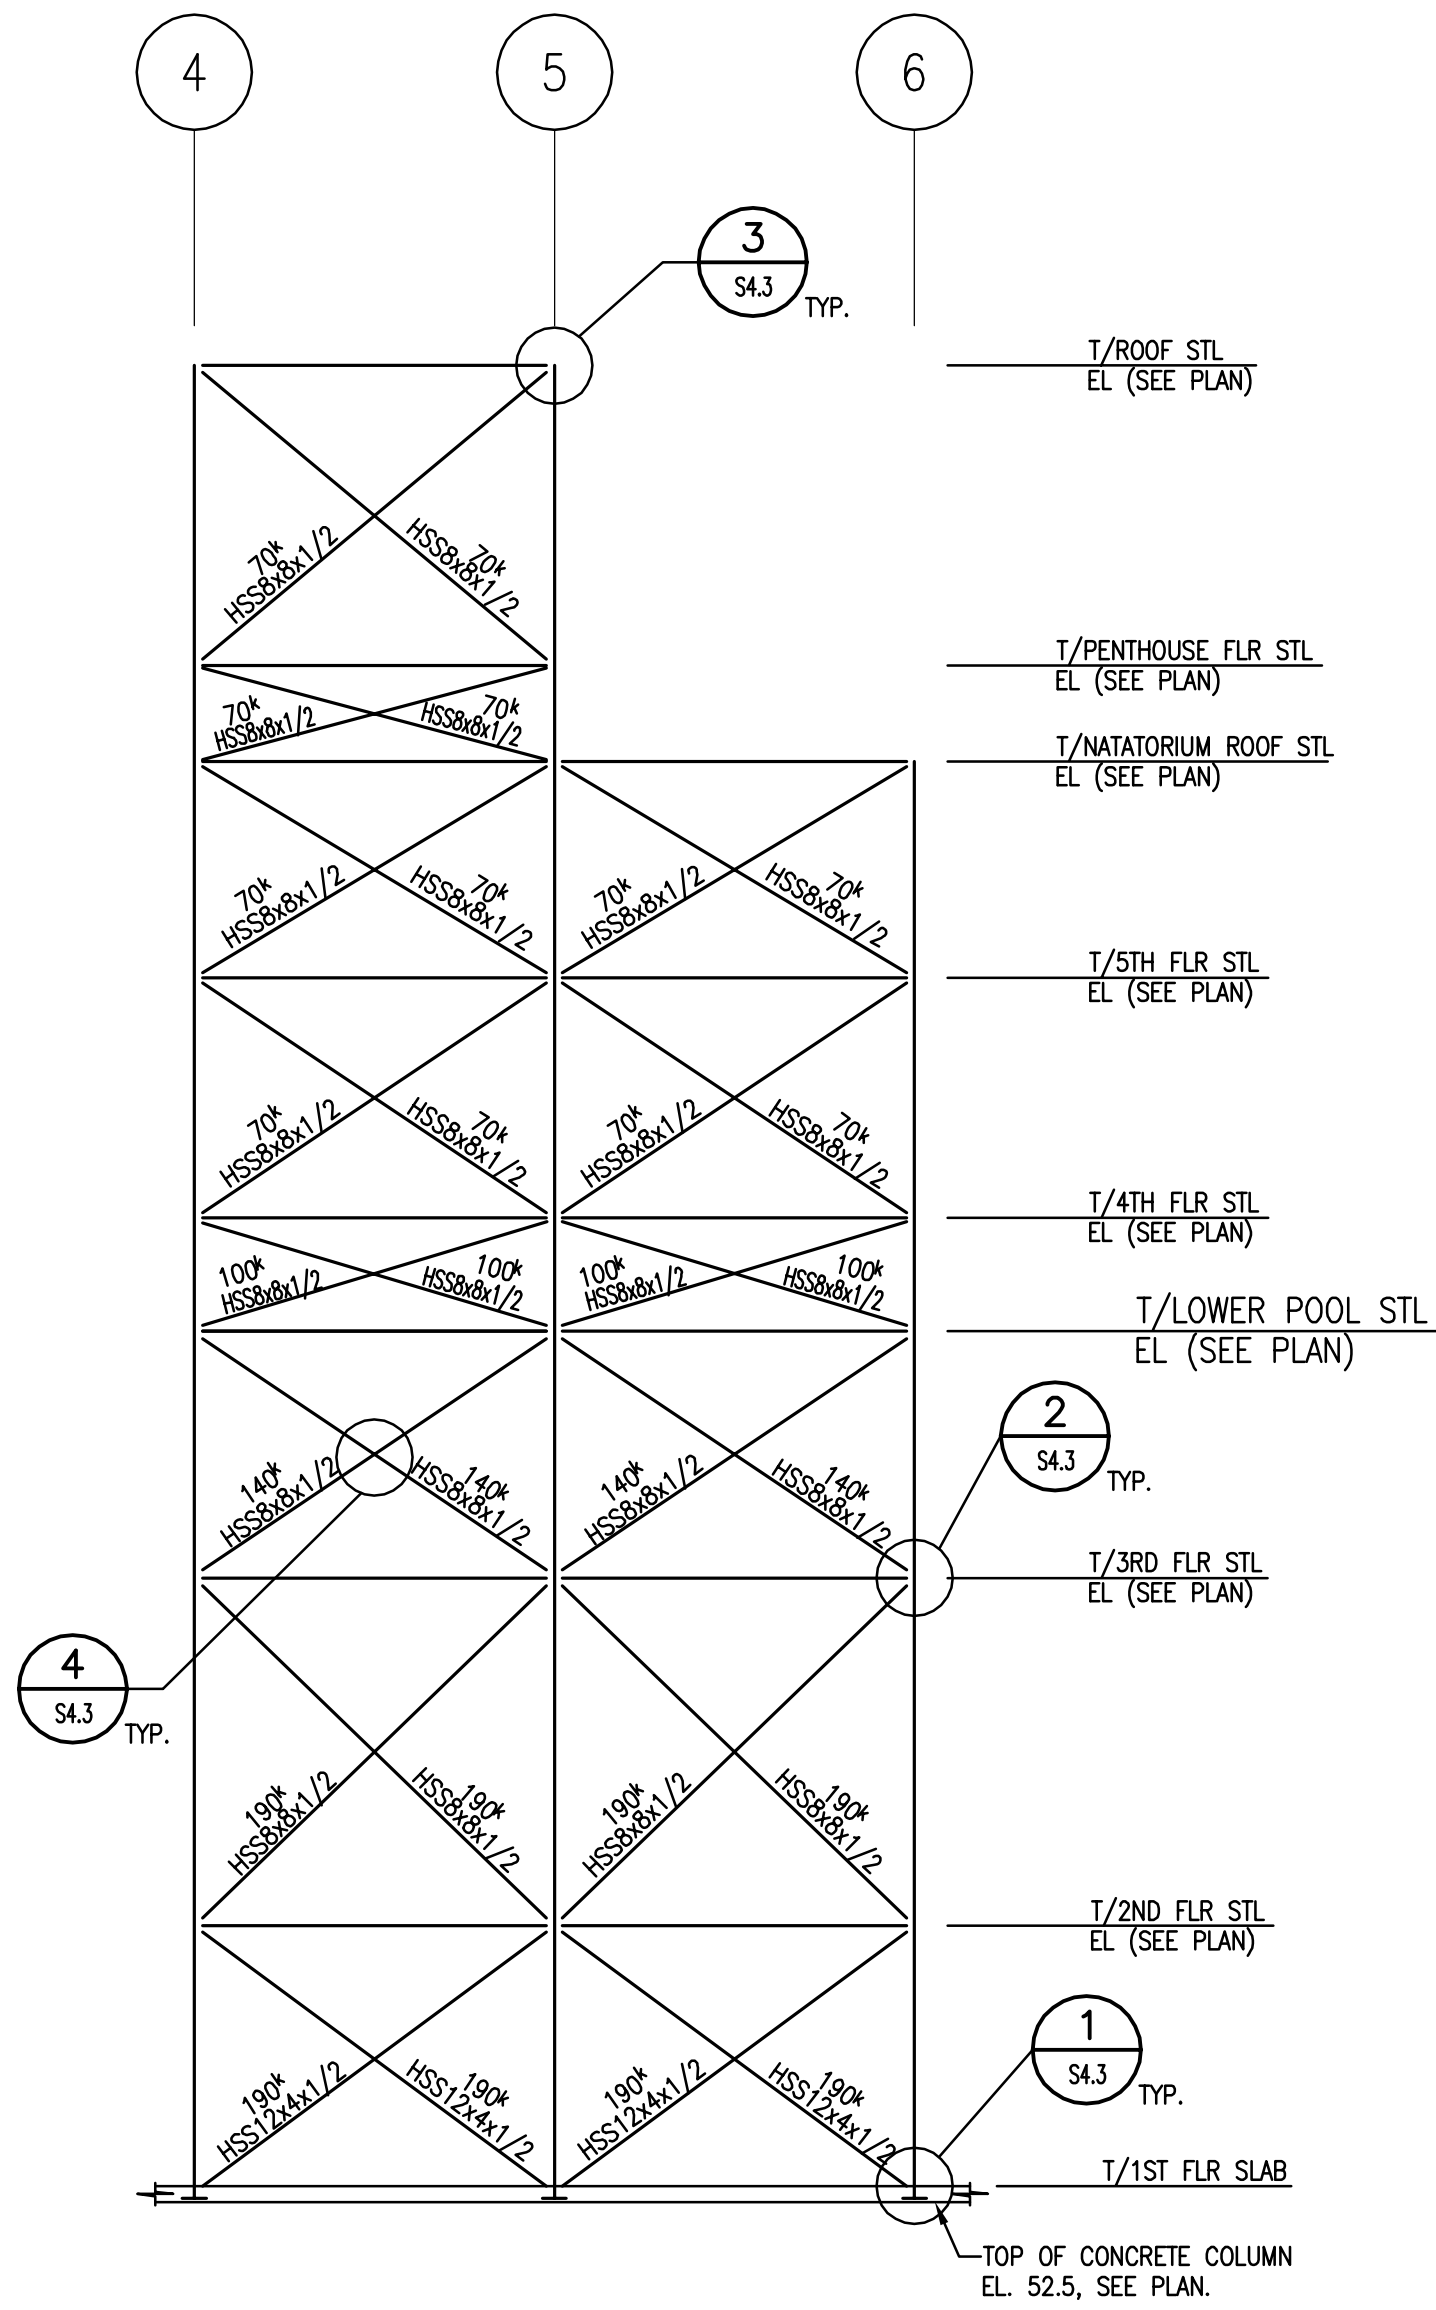 4
5
6
3
S4.3
TYP.
T/ROOF STL
EL (SEE PLAN)
70k
HSS8x8x1/2
70k
HSS8x8x1/2
T/PENTHOUSE FLR STL
EL (SEE PLAN)
70k
HSS8x8x1/2
70k
HSS8x8x1/2
T/NATATORIUM ROOF STL
EL (SEE PLAN)
70k
HSS8x8x1/2
70k
HSS8x8x1/2
70k
HSS8x8x1/2
70k
HSS8x8x1/2
T/5TH FLR STL
EL (SEE PLAN)
70k
HSS8x8x1/2
70k
HSS8x8x1/2
70k
HSS8x8x1/2
70k
HSS8x8x1/2
T/4TH FLR STL
EL (SEE PLAN)
100k
HSS8x8x1/2
100k
HSS8x8x1/2
100k
HSS8x8x1/2
100k
HSS8x8x1/2
T/LOWER POOL STL
EL (SEE PLAN)
2
S4.3
TYP.
140k
HSS8x8x1/2
140k
HSS8x8x1/2
140k
HSS8x8x1/2
140k
HSS8x8x1/2
T/3RD FLR STL
EL (SEE PLAN)
4
S4.3
TYP.
190k
HSS8x8x1/2
190k
HSS8x8x1/2
190k
HSS8x8x1/2
190k
HSS8x8x1/2
T/2ND FLR STL
EL (SEE PLAN)
1
S4.3
TYP.
190k
HSS12x4x1/2
190k
HSS12x4x1/2
190k
HSS12x4x1/2
190k
HSS12x4x1/2
T/1ST FLR SLAB
TOP OF CONCRETE COLUMN
EL. 52.5, SEE PLAN.